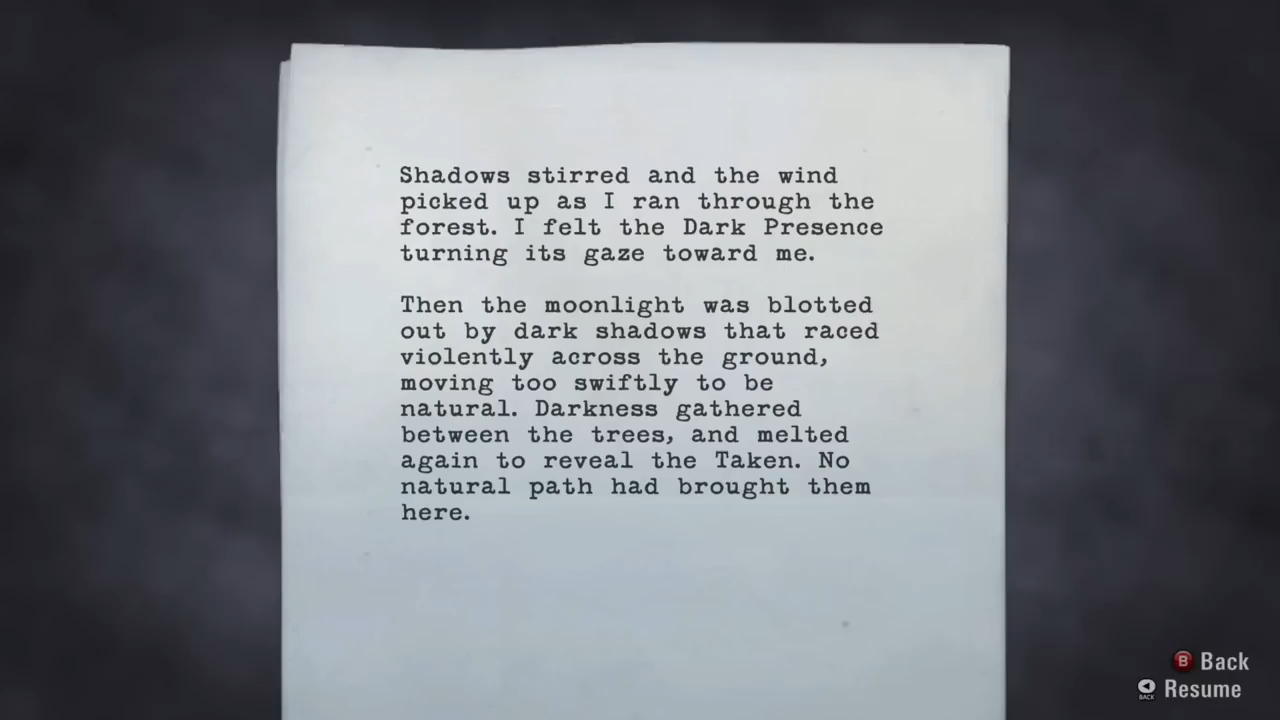 Shadows stirred and the wind
picked up as I ran through the
forest. I felt the Dark Presence
turning its gaze toward me.
Then the moonlight was blotted
out by dark shadows that raced
violently across the ground,
moving too swiftly to be
natural. Darkness gathered
between the trees, and melted
again to reveal the Taken. No
natural path had brought them
here.
B Back
BACK Resume